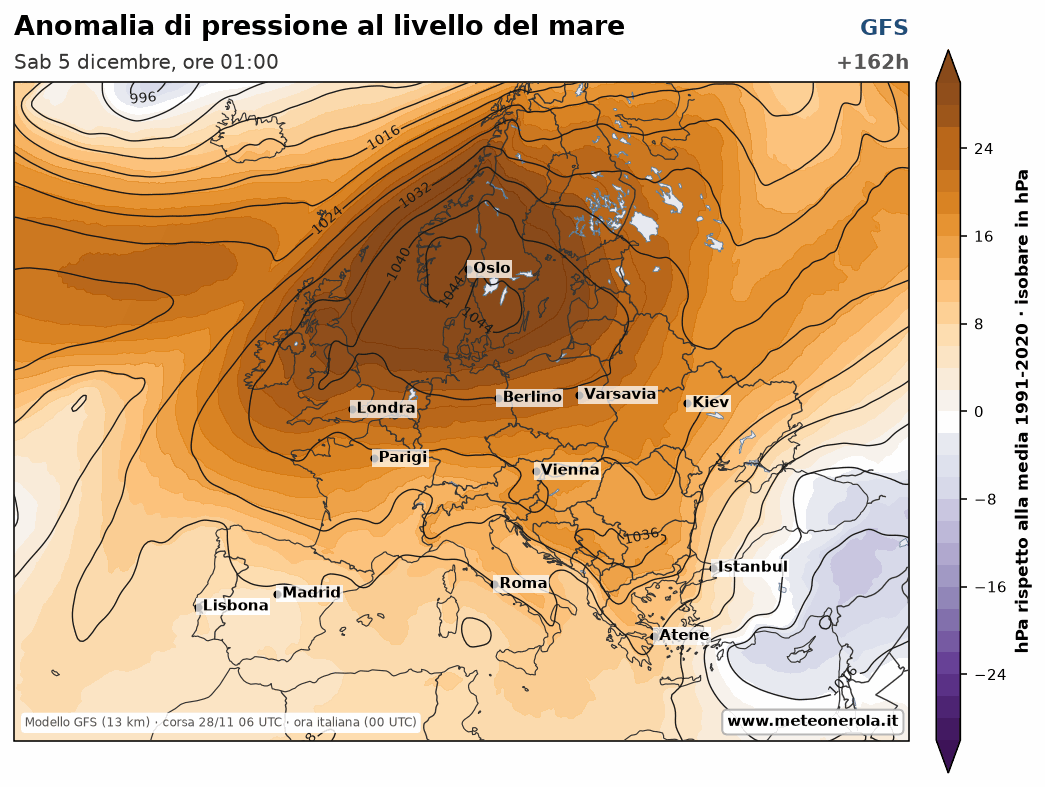 Anomalia di pressione al livello del mare
GFS
Sab 5 dicembre, ore 01:00
+162h
996
1016
1032
1024
1040
Oslo
1048
1044
Londra
Berlino
Varsavia
Kiev
Parigi
Vienna
1036
Istanbul
Roma
Madrid
Lisbona
Atene
1016
Modello GFS (13 km) · corsa 28/11 06 UTC · ora italiana (00 UTC)
www.meteonerola.it
24
16
8
0
−8
−16
−24
hPa rispetto alla media 1991-2020 · isobare in hPa